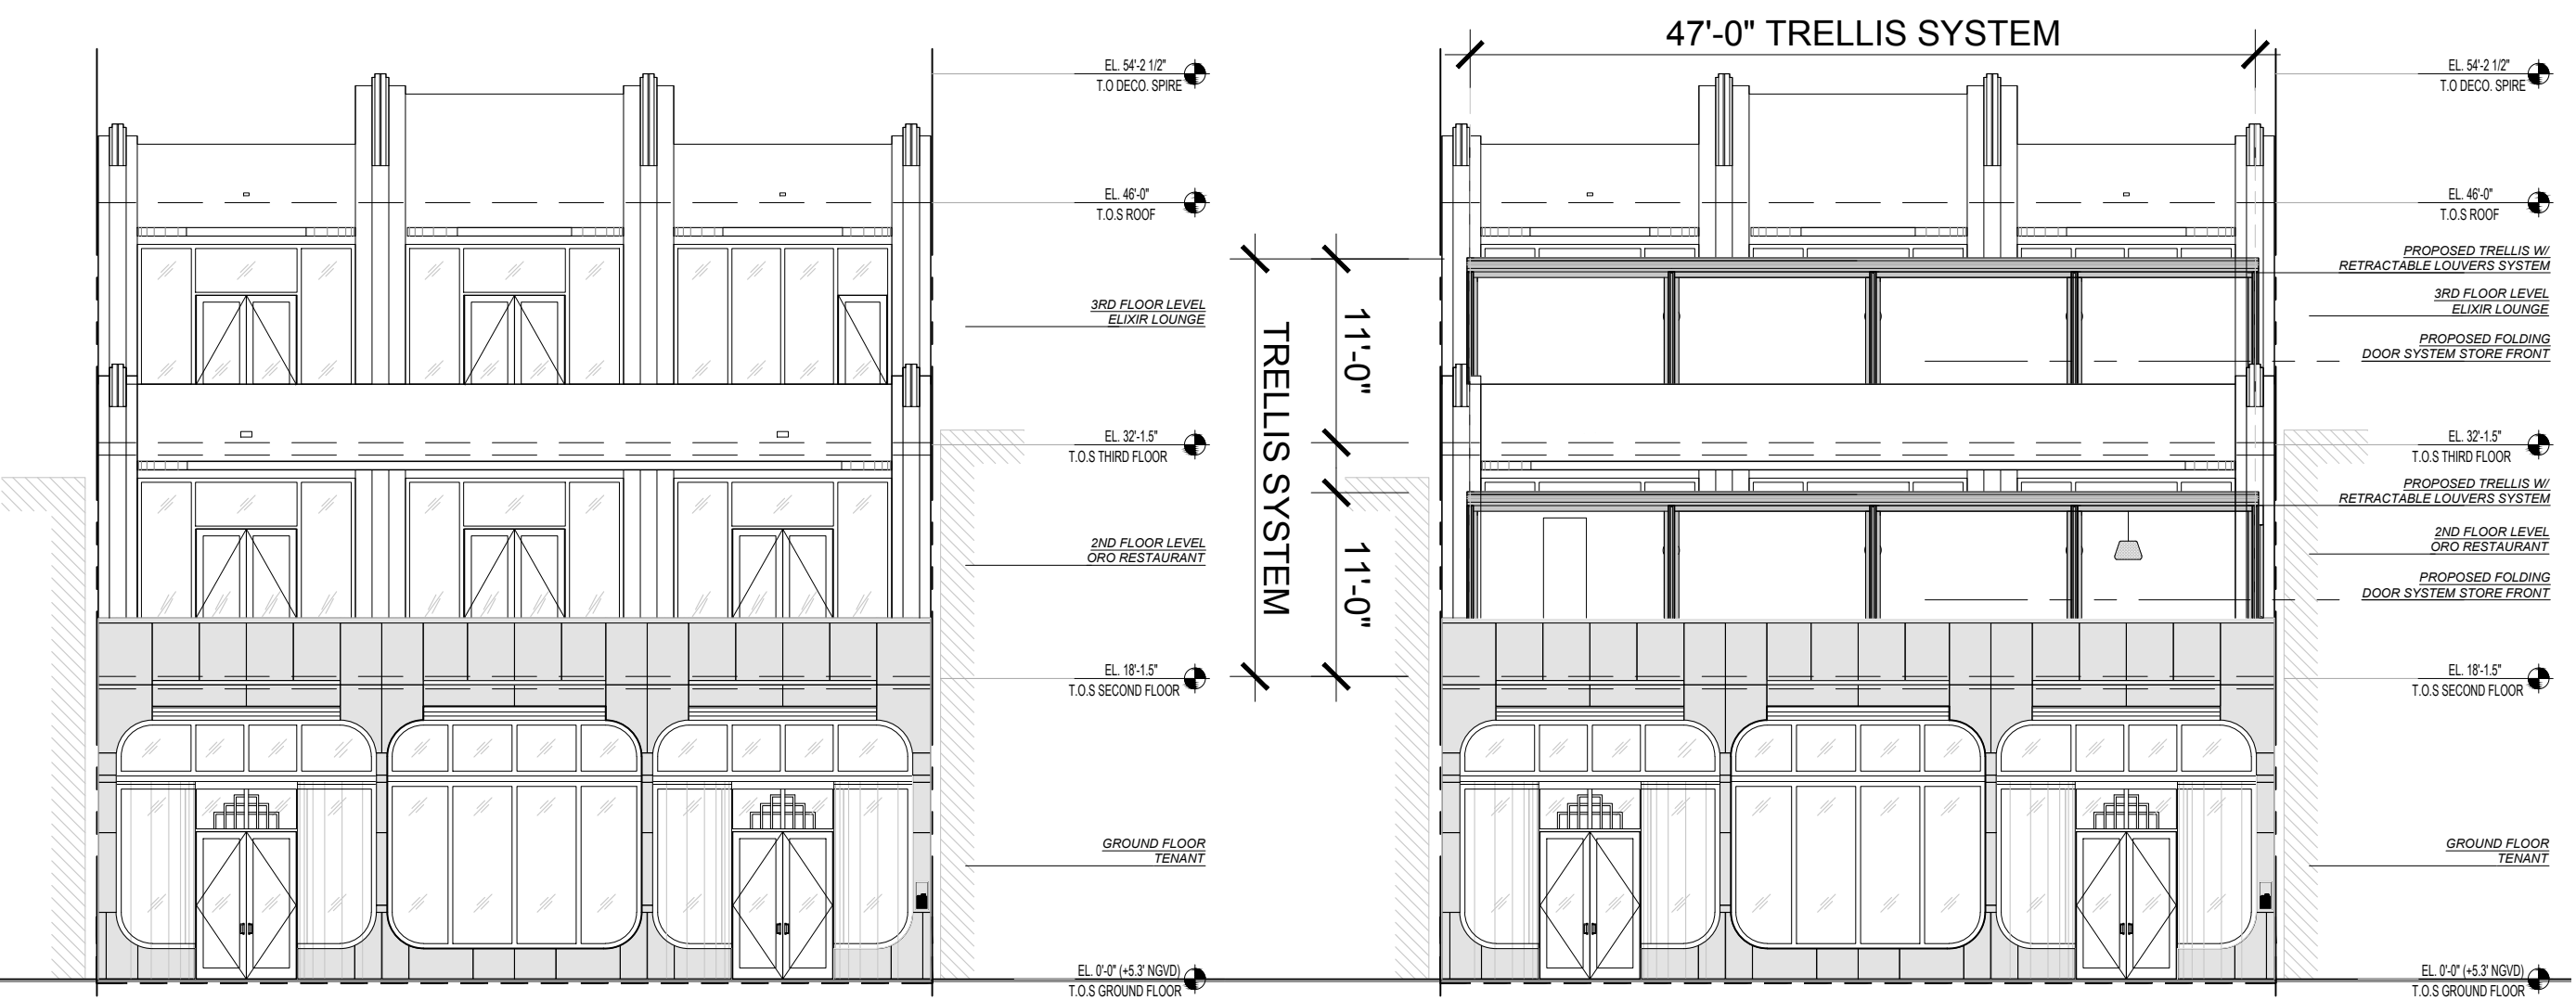 47'-0" TRELLIS SYSTEM
EL. 54'-2 1/2"
T.O DECO. SPIRE
EL. 46'-0"
T.O.S ROOF
3RD FLOOR LEVEL
ELIXIR LOUNGE
EL. 32'-1.5"
T.O.S THIRD FLOOR
2ND FLOOR LEVEL
ORO RESTAURANT
EL. 18'-1.5"
T.O.S SECOND FLOOR
GROUND FLOOR
TENANT
EL. 0'-0" (+5.3' NGVD)
T.O.S GROUND FLOOR
TRELLIS SYSTEM
11'-0"
11'-0"
EL. 54'-2 1/2"
T.O DECO. SPIRE
EL. 46'-0"
T.O.S ROOF
PROPOSED TRELLIS W/
RETRACTABLE LOUVERS SYSTEM
3RD FLOOR LEVEL
ELIXIR LOUNGE
PROPOSED FOLDING
DOOR SYSTEM STORE FRONT
EL. 32'-1.5"
T.O.S THIRD FLOOR
PROPOSED TRELLIS W/
RETRACTABLE LOUVERS SYSTEM
2ND FLOOR LEVEL
ORO RESTAURANT
PROPOSED FOLDING
DOOR SYSTEM STORE FRONT
EL. 18'-1.5"
T.O.S SECOND FLOOR
GROUND FLOOR
TENANT
EL. 0'-0" (+5.3' NGVD)
T.O.S GROUND FLOOR